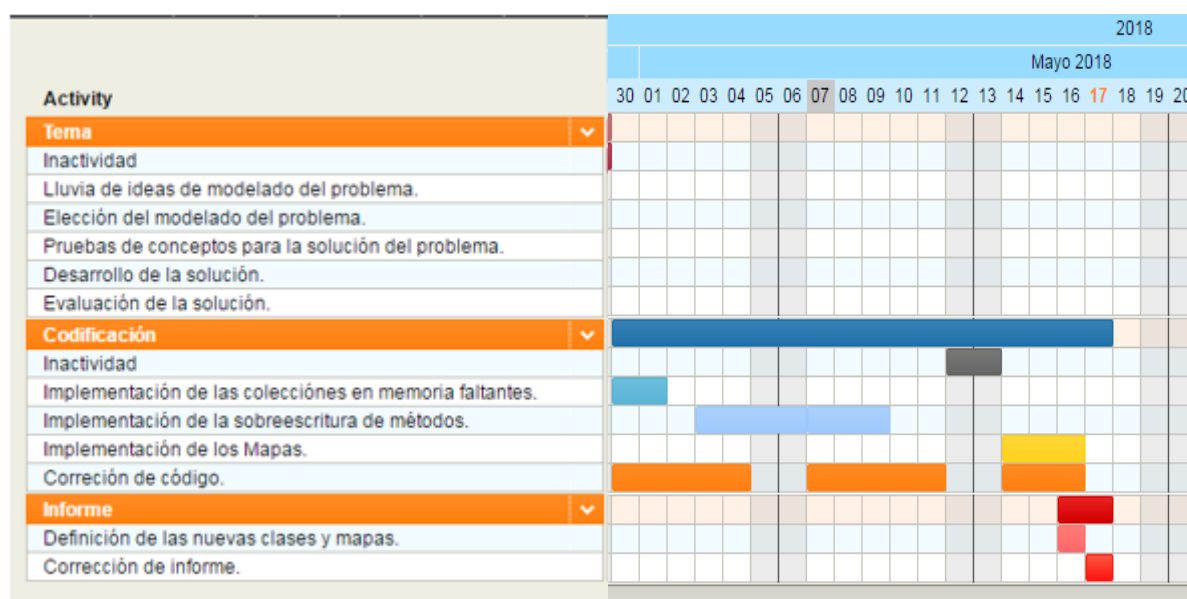 2018
Mayo 2018
Activity
30 01 02 03 04 05 06 07 08 09 10 11 12 13 14 15 16 17 18 19 20
Tema
Inactividad
Lluvia de ideas de modelado del problema.
Elección del modelado del problema.
Pruebas de conceptos para la solución del problema.
Desarrollo de la solución.
Evaluación de la solución.
Codificación
Inactividad
Implementación de las colecciónes en memoria faltantes.
Implementación de la sobreescritura de métodos.
Implementación de los Mapas.
Correción de código.
Informe
Definición de las nuevas clases y mapas.
Corrección de informe.